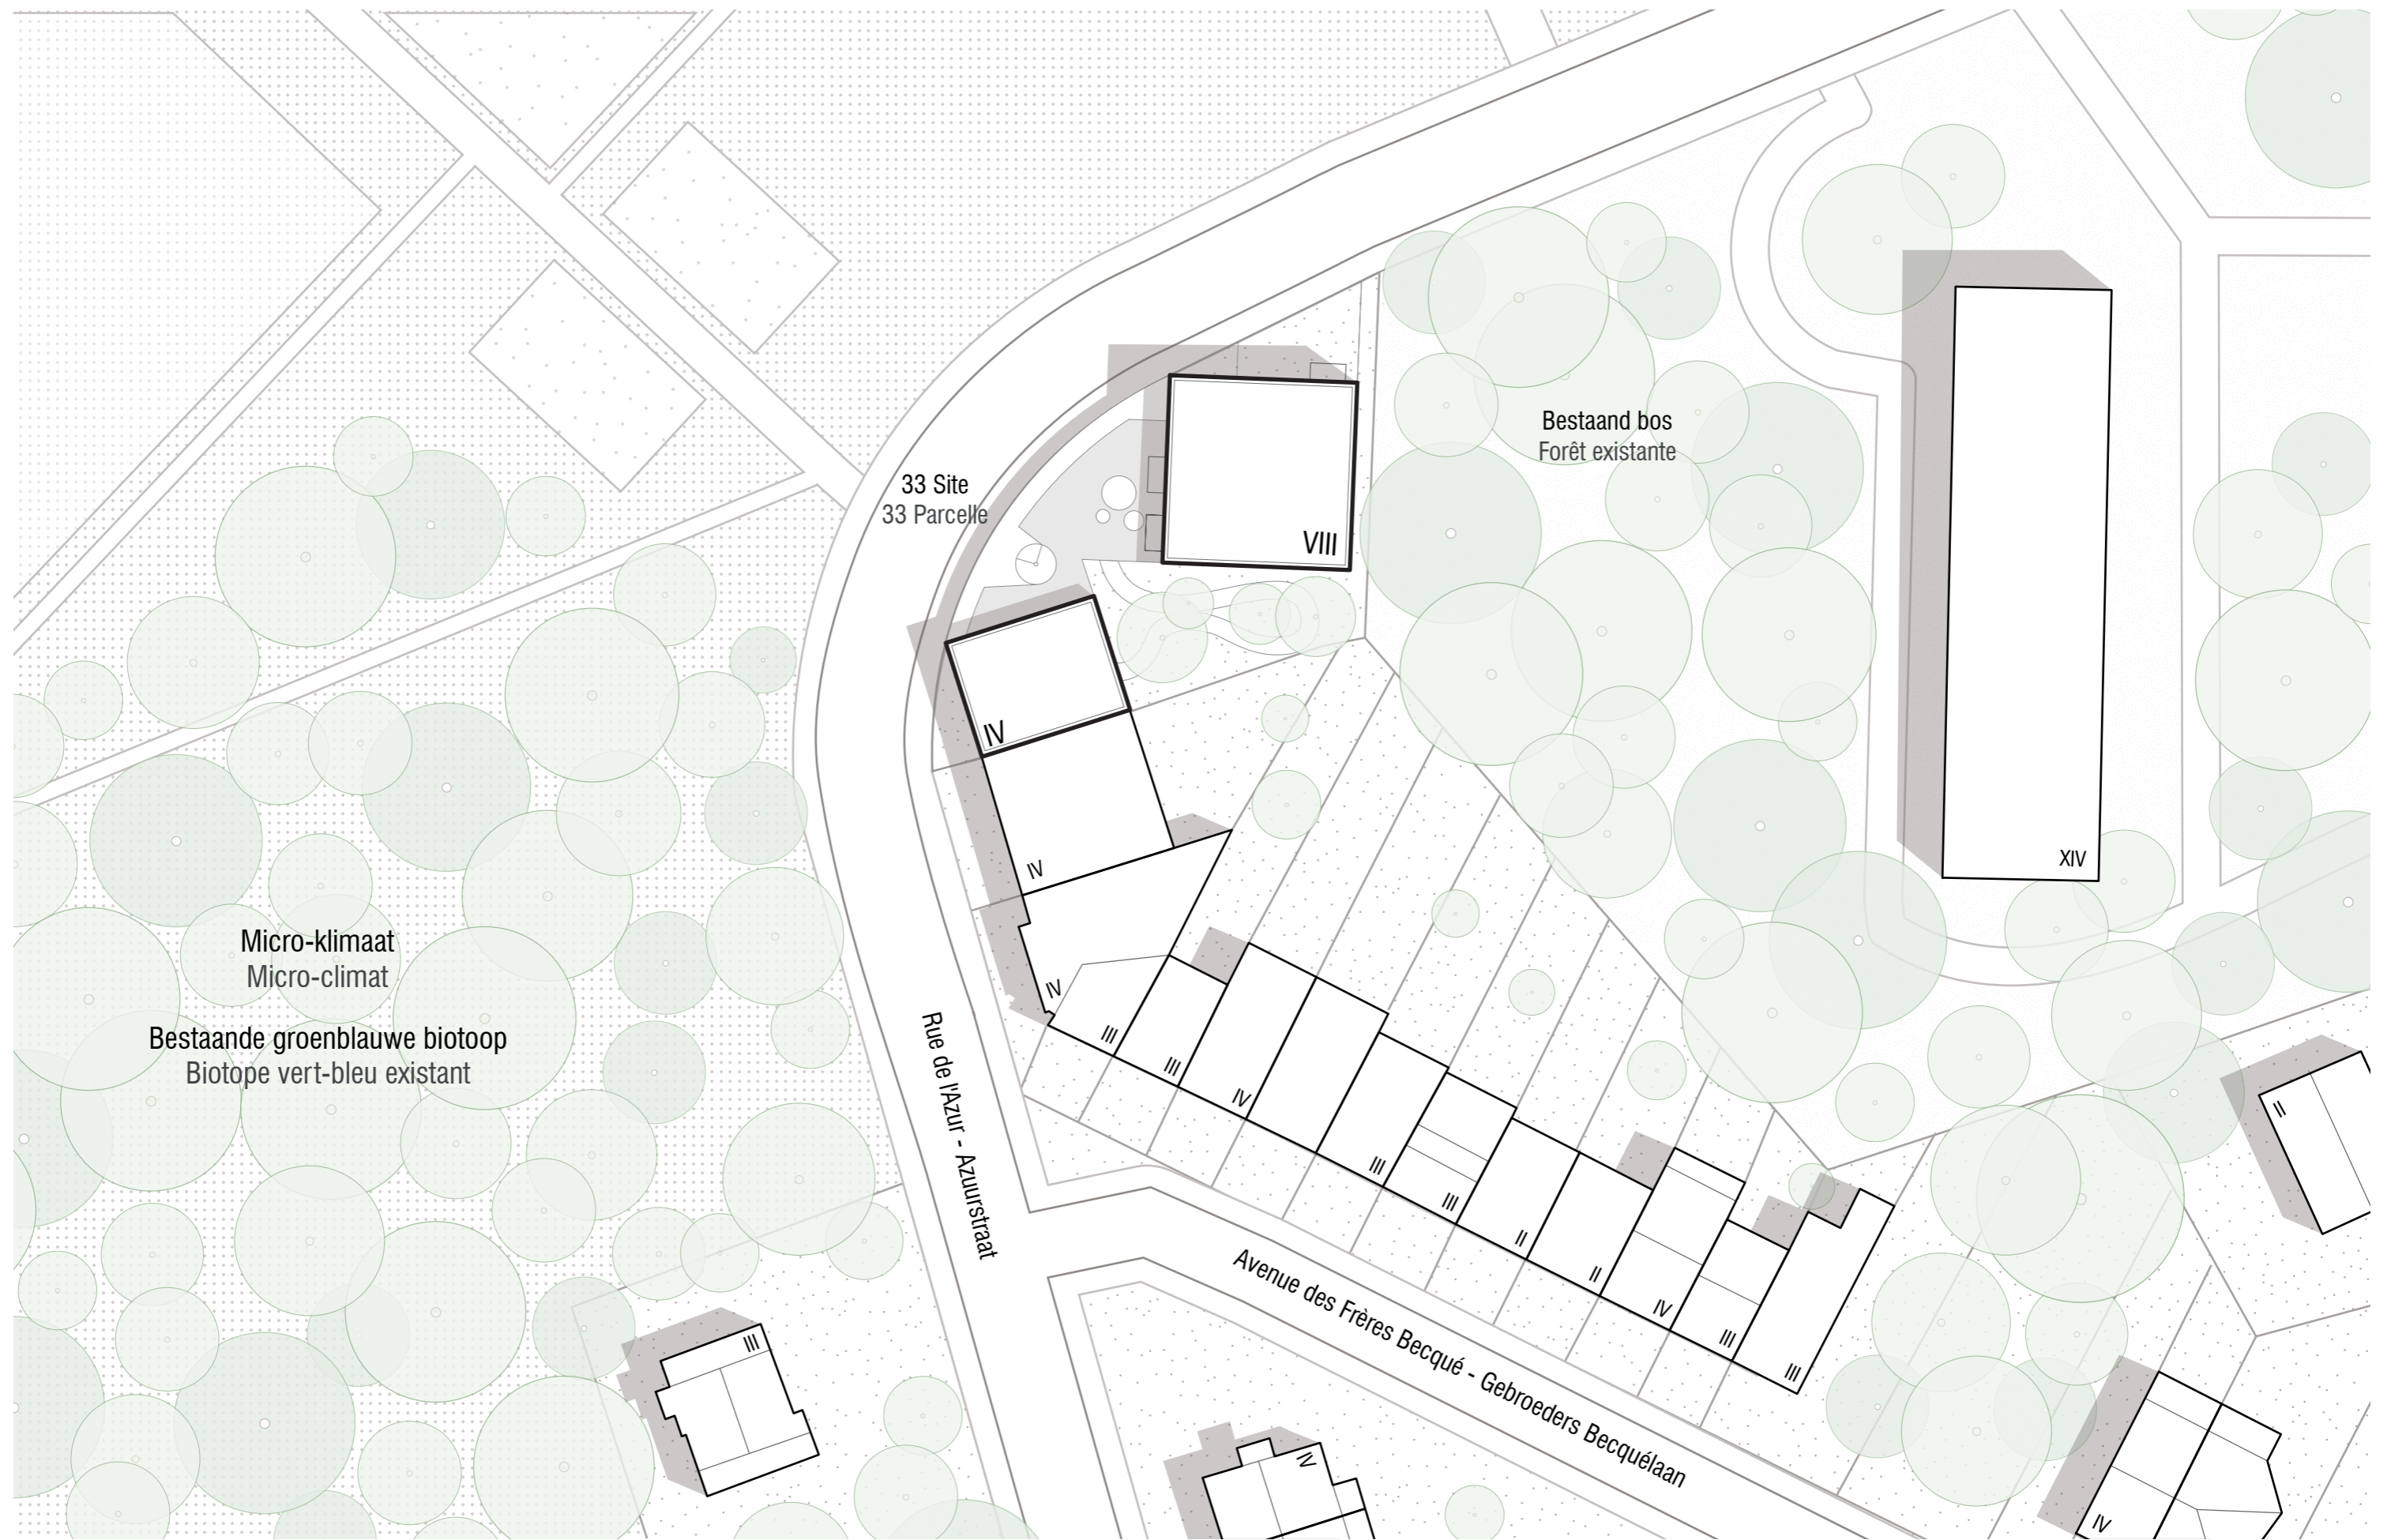 Bestaand bos
Forêt existante
33 Site
33 Parcelle
VIII
IV
IV
XIV
Micro-klimaat
Micro-climat
Bestaande groenblauwe biotoop
Biotope vert-bleu existant
IV
III
III
IV
III
III
II
II
IV
III
III
II
Rue de l'Azur - Azuurstraat
Avenue des Frères Becqué - Gebroeders Becquélaan
III
IV
IV